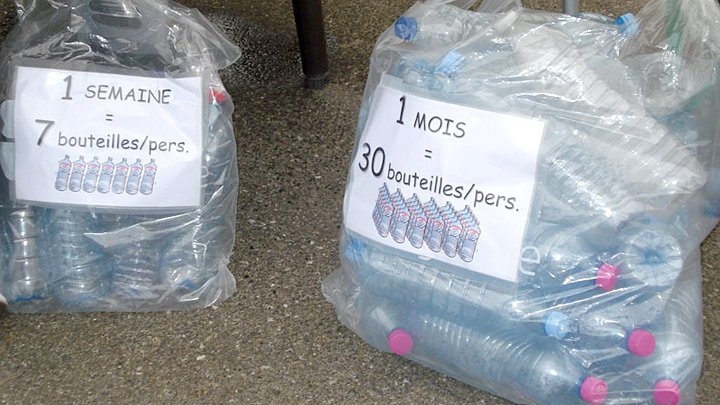 1 SEMAINE
=
7 bouteilles/pers.
1 MOIS
=
30 bouteilles/pers.